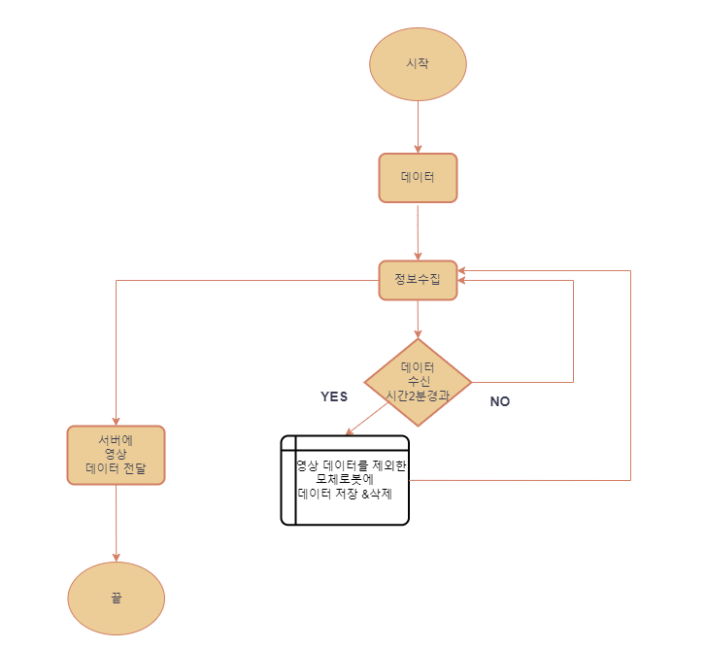 시작
데이터
정보수집
데이터
수신
시간2분경과
YES
NO
서버에
영상
데이터 전달
영상 데이터를 제외한
모체로봇에
데이터 저장 &삭제
끝